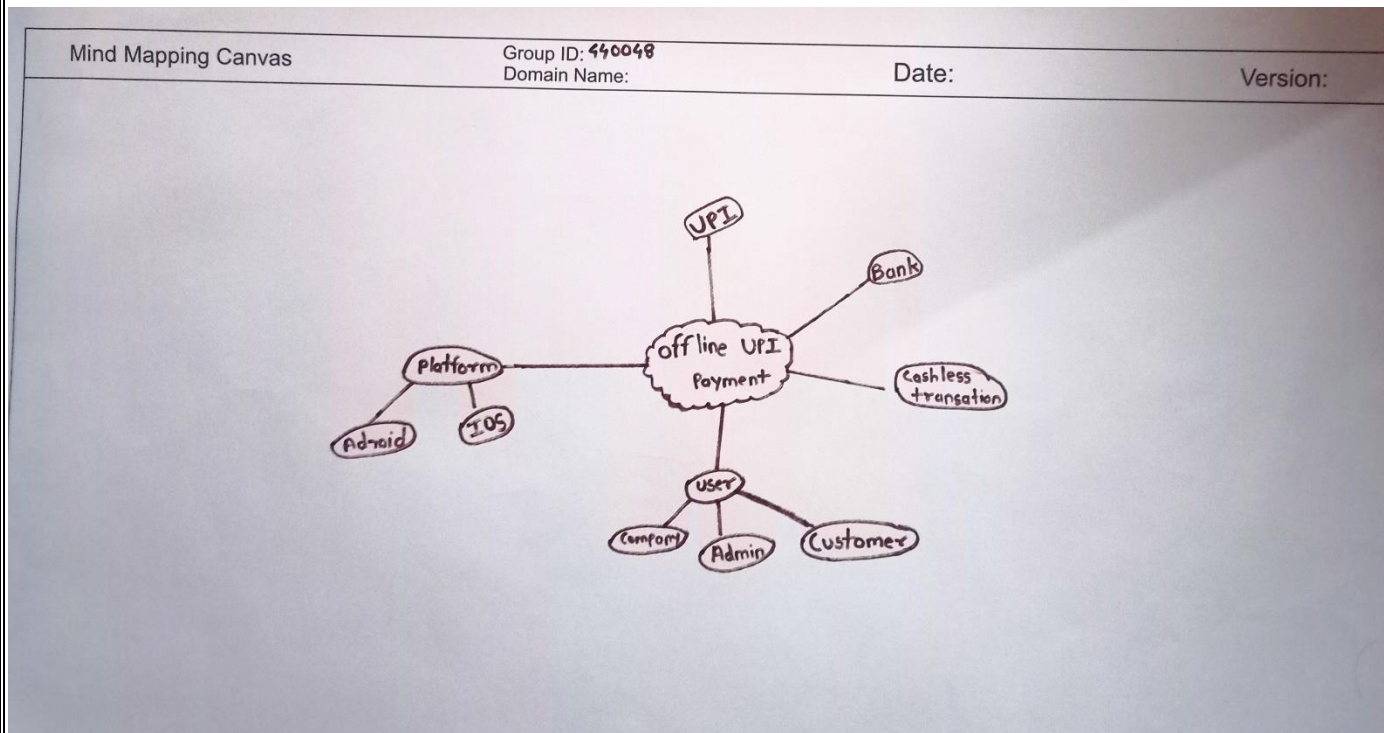 Mind Mapping Canvas
Group ID: 440048
Domain Name:
Date:
Version:
UPI
Bank
offline UPI
Payment
Cashless
transation
Platform
Adroid
IOS
user
Compony
Admin
Customer